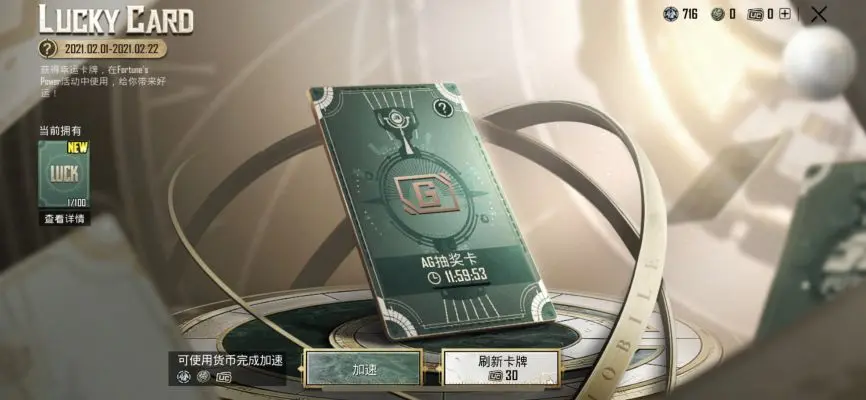 LUCKY CARD
716
0
UC 0
? 2021.02.01-2021.02.22
获得幸运卡牌，在Fortune's
Power活动中使用，给你带来好
运！
当前拥有
NEW
LUCK
1/100
查看详情
?
G
AG抽奖卡
11:59:53
可使用货币完成加速
UC
加速
刷新卡牌
UC 30
MOBILE